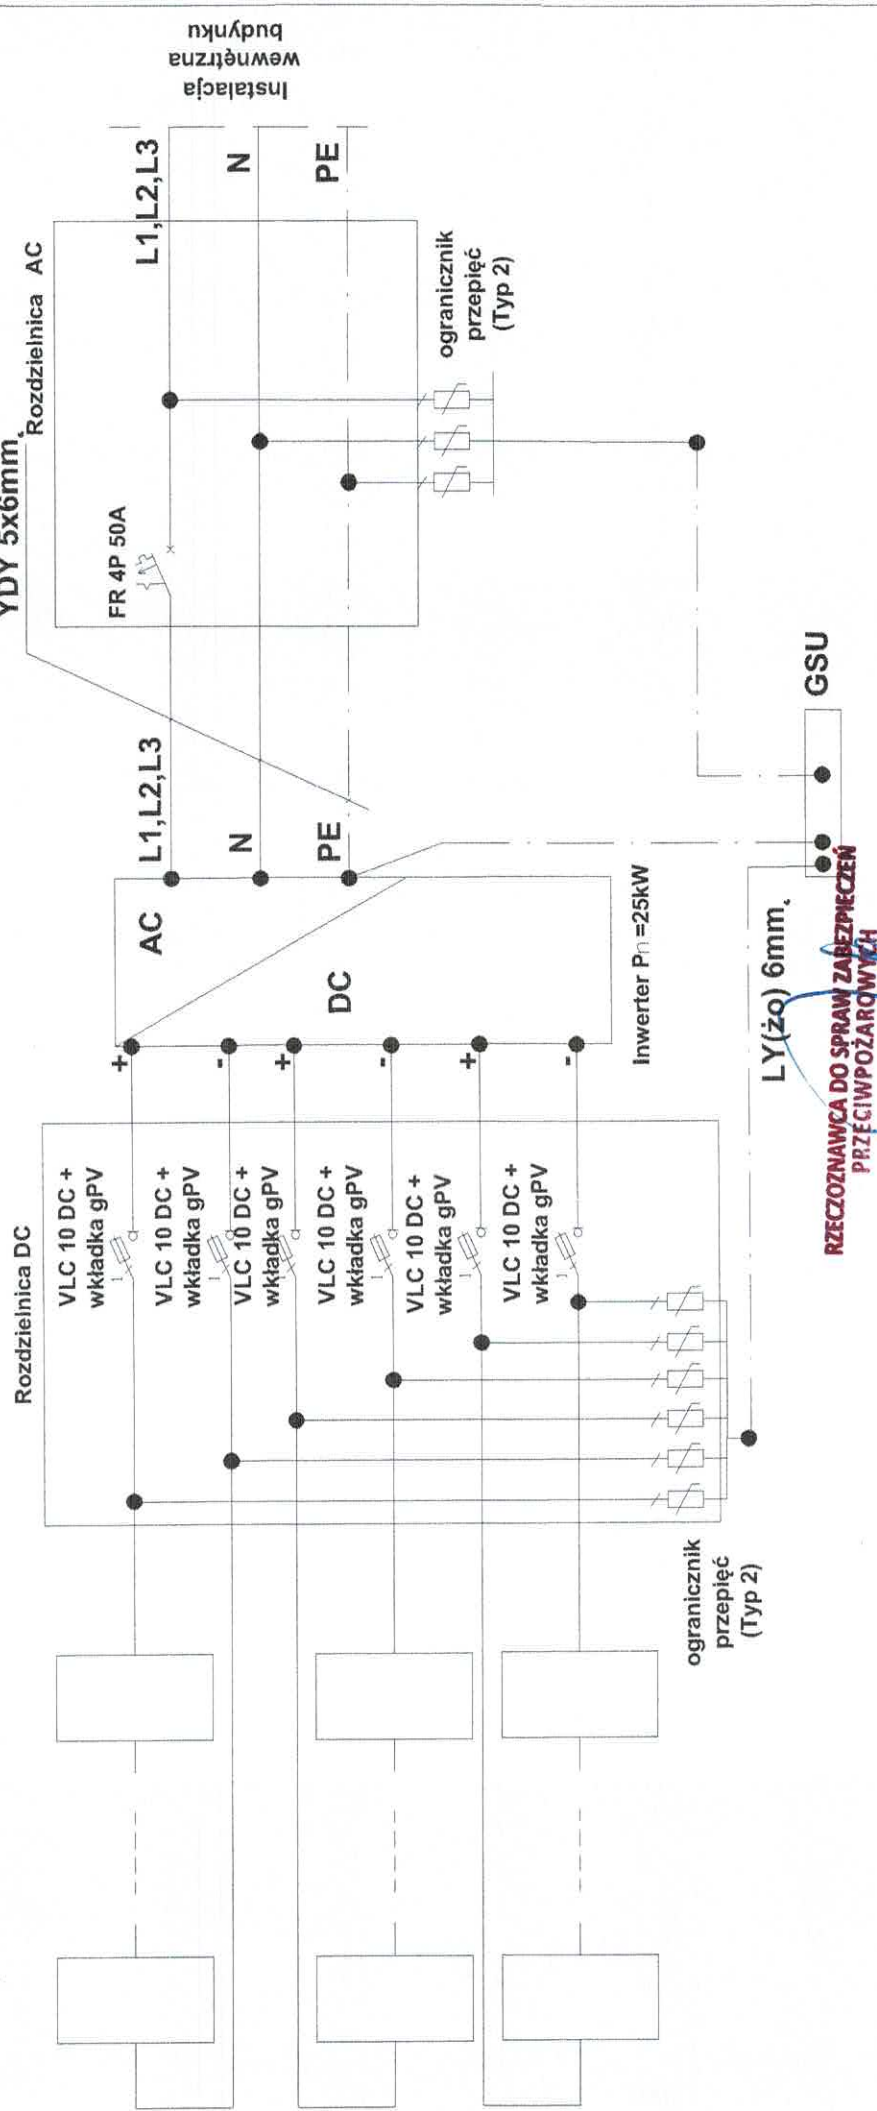 Rozdzielnica DC
VLC 10 DC +
wkładka gPV
VLC 10 DC +
wkładka gPV
VLC 10 DC +
wkładka gPV
VLC 10 DC +
wkładka gPV
VLC 10 DC +
wkładka gPV
VLC 10 DC +
wkładka gPV
ogranicznik
przepięć
(Typ 2)
+
-
+
-
+
-
AC
DC
Inwerter Pn =25kW
L1,L2,L3
N
PE
YDY 5x6mm
Rozdzielnica AC
FR 4P 50A
ogranicznik
przepięć
(Typ 2)
L1,L2,L3
N
PE
Instalacja
wewnętrzna
budynku
GSU
LY(żo) 6mm
RZECZOZNAWCA DO SPRAW ZABEZPIECZEŃ
PRZECIWPOŻAROWYCH